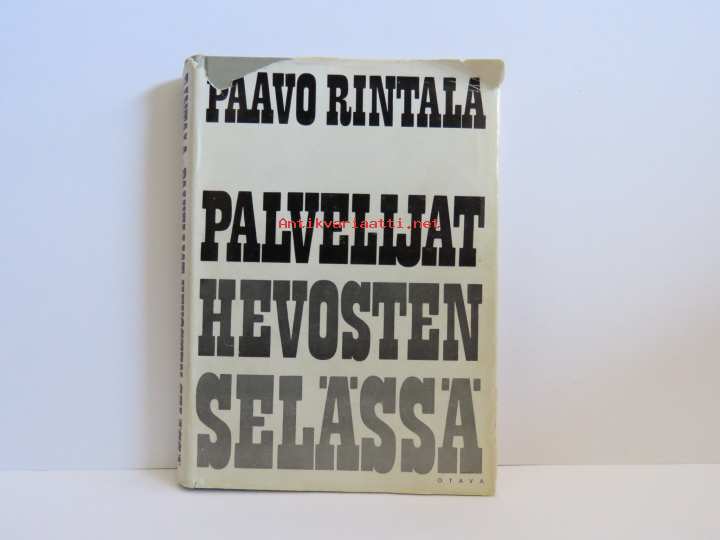 PAAVO RINTALA
PALVELIJAT
Antikvariaatti.net
HEVOSTEN
SELÄSSÄ
OTAVA